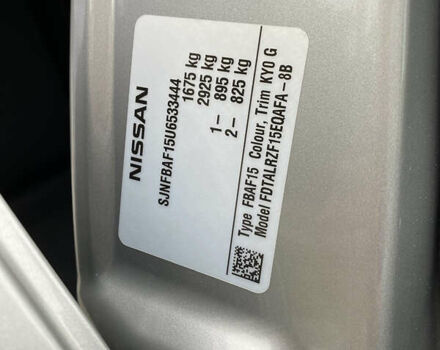 NISSAN
SJNFBAF15U6533444
1675 kg
2925 kg
1- 895 kg
2- 825 kg
Type FBAF15 Colour, Trim KY0 G
Model FDTALRZF15EQAFA-8B